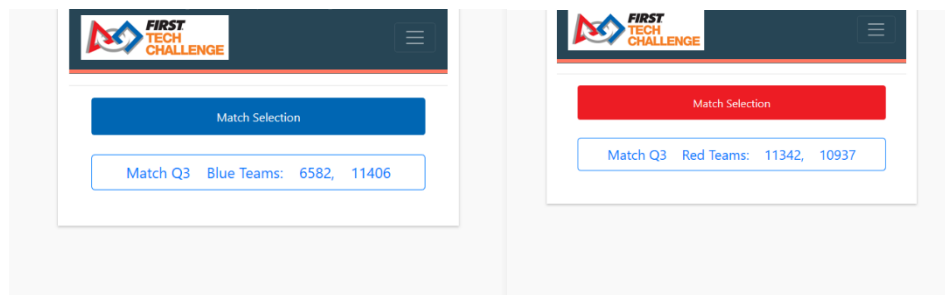 FIRST
TECH
CHALLENGE
Match Selection
Match Q3 Blue Teams: 6582, 11406
FIRST
TECH
CHALLENGE
Match Selection
Match Q3 Red Teams: 11342, 10937